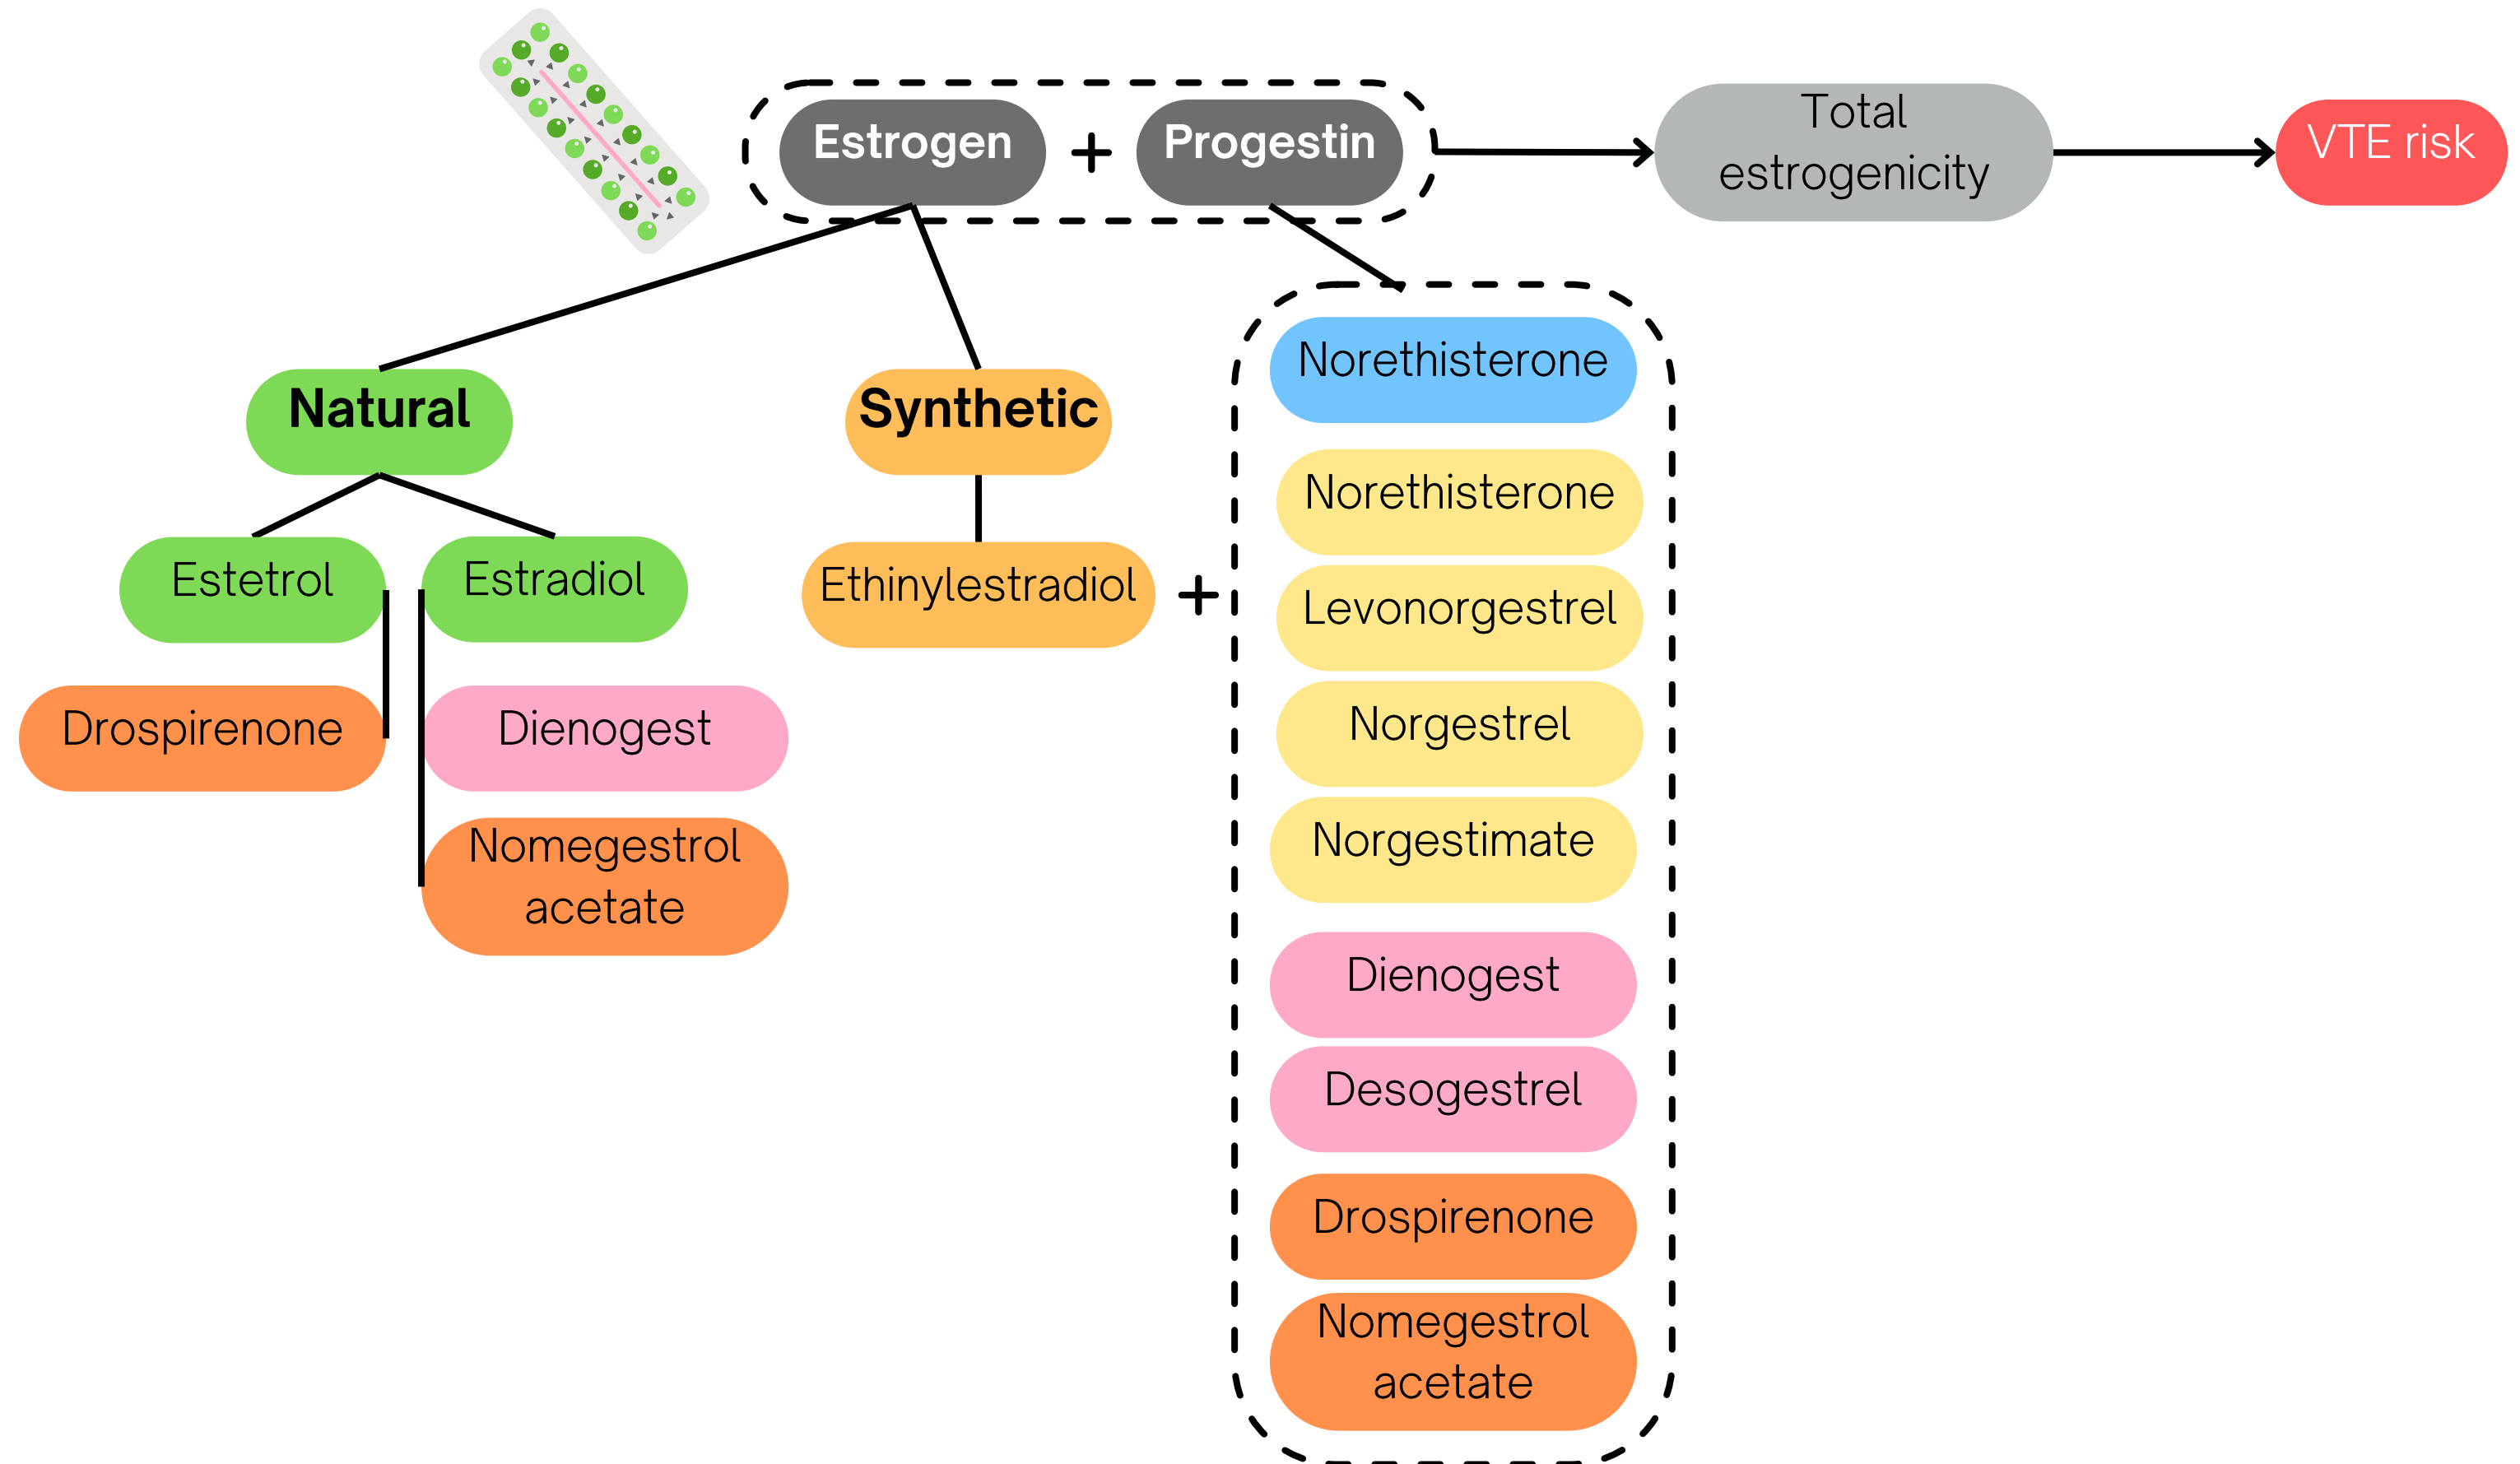 Estrogen
+
Progestin
Total
estrogenicity
VTE risk
Natural
Synthetic
Estetrol
Estradiol
Ethinylestradiol
+
Drospirenone
Dienogest
Nomegestrol
acetate
Norethisterone
Norethisterone
Levonorgestrel
Norgestrel
Norgestimate
Dienogest
Desogestrel
Drospirenone
Nomegestrol
acetate